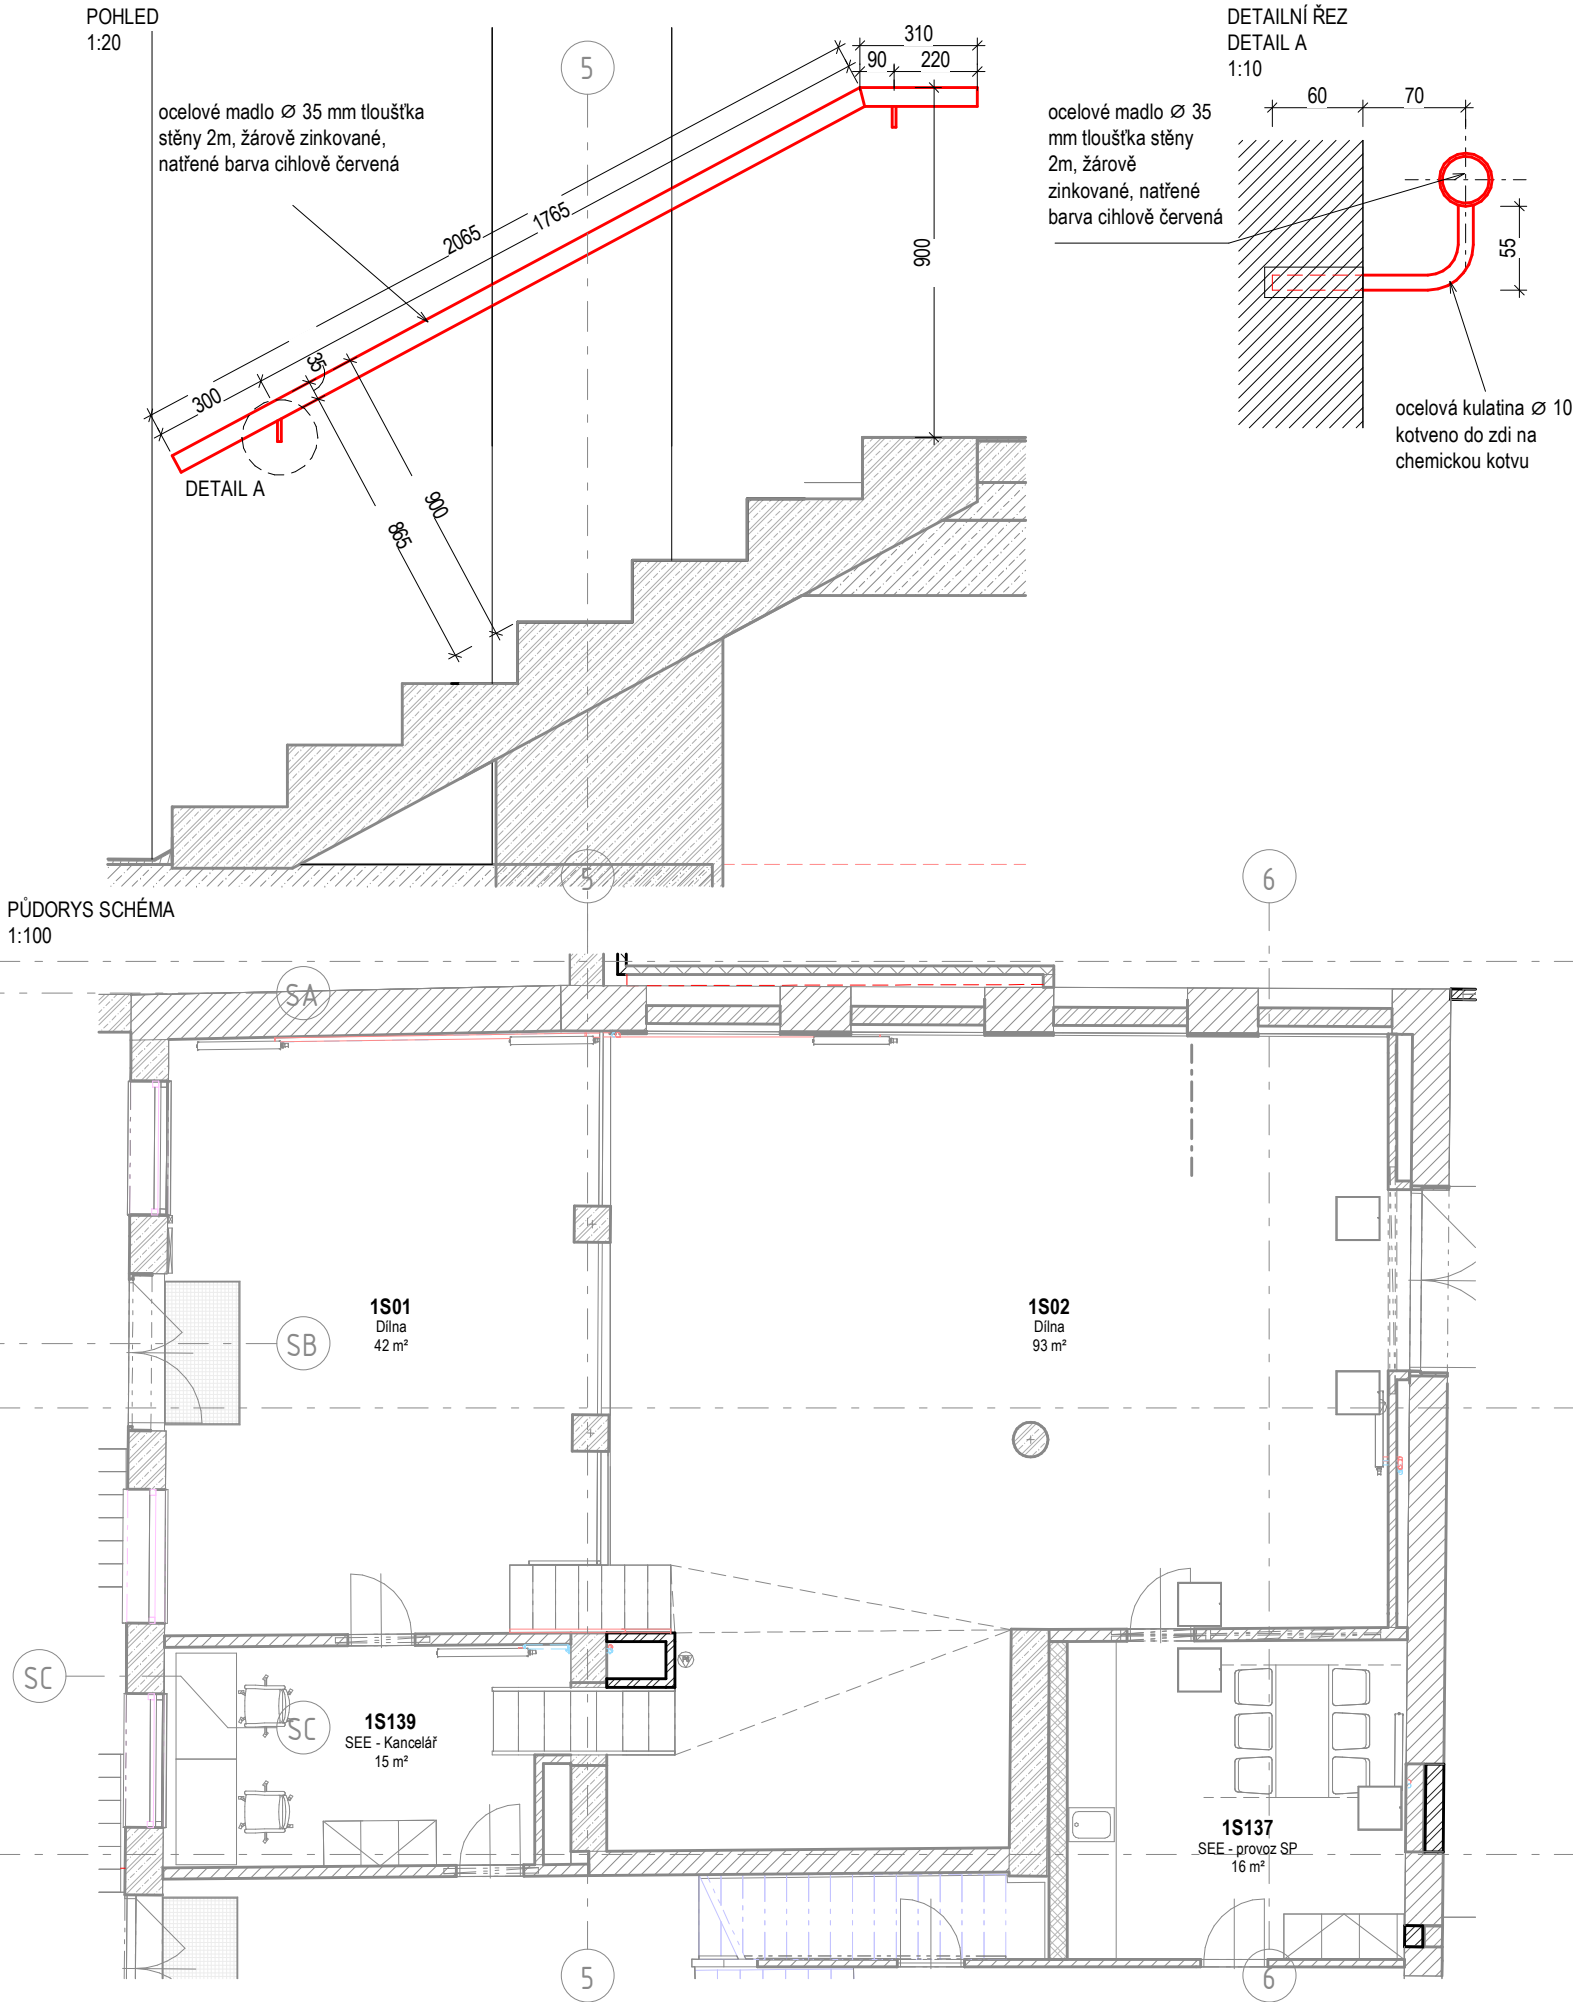 POHLED
1:20
5
310
90
220
ocelové madlo Ø 35 mm tloušťka
stěny 2m, žárově zinkované,
natřené barva cihlově červená
2065
1765
900
35
300
DETAIL A
900
865
DETAILNÍ ŘEZ
DETAIL A
1:10
60
70
ocelové madlo Ø 35
mm tloušťka stěny
2m, žárově
zinkované, natřené
barva cihlově červená
55
ocelová kulatina Ø 10
kotveno do zdi na
chemickou kotvu
5
6
PŮDORYS SCHÉMA
1:100
SA
SB
1S01
Dílna
42 m²
1S02
Dílna
93 m²
SC
SC
1S139
SEE - Kancelář
15 m²
1S137
SEE - provoz SP
16 m²
5
6